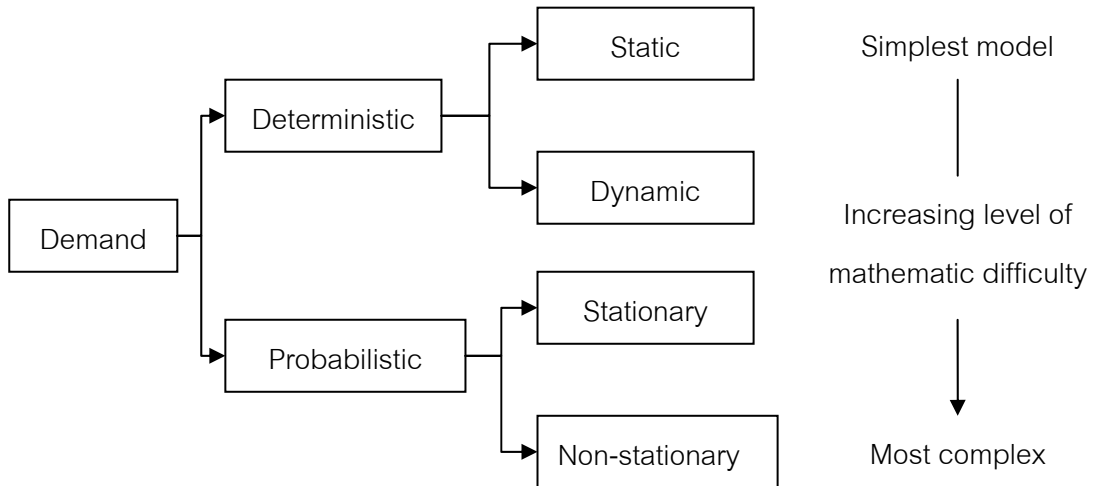 Static
Simplest model
Deterministic
Dynamic
Demand
Increasing level of
mathematic difficulty
Stationary
Probabilistic
Non-stationary
Most complex